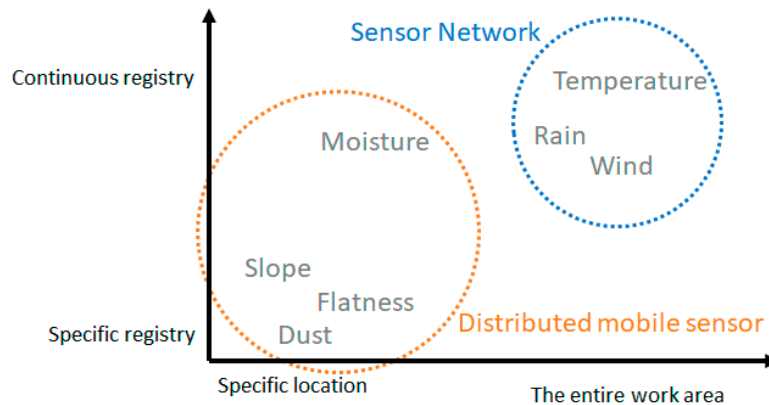 Sensor Network
Continuous registry
Temperature
Moisture
Rain
Wind
Slope
Flatness
Specific registry
Dust
Distributed mobile sensor
Specific location
The entire work area